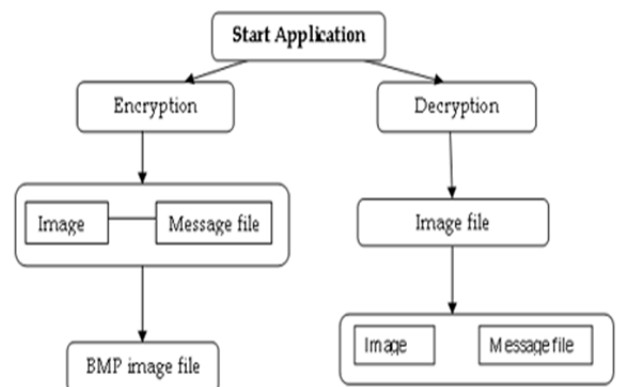 Start Application
Encryption
Decryption
Image
Message file
Image file
BMP image file
Image
Message file